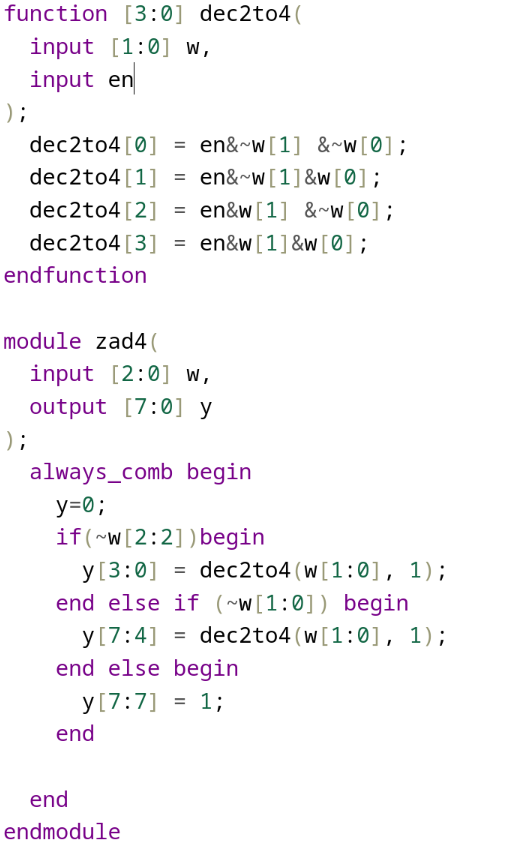 function [3:0] dec2to4(
  input [1:0] w,
  input en
);
  dec2to4[0] = en&~w[1] &~w[0];
  dec2to4[1] = en&~w[1]&w[0];
  dec2to4[2] = en&w[1] &~w[0];
  dec2to4[3] = en&w[1]&w[0];
endfunction

module zad4(
  input [2:0] w,
  output [7:0] y
);
  always_comb begin
    y=0;
    if(~w[2:2])begin
      y[3:0] = dec2to4(w[1:0], 1);
    end else if (~w[1:0]) begin
      y[7:4] = dec2to4(w[1:0], 1);
    end else begin
      y[7:7] = 1;
    end

  end
endmodule